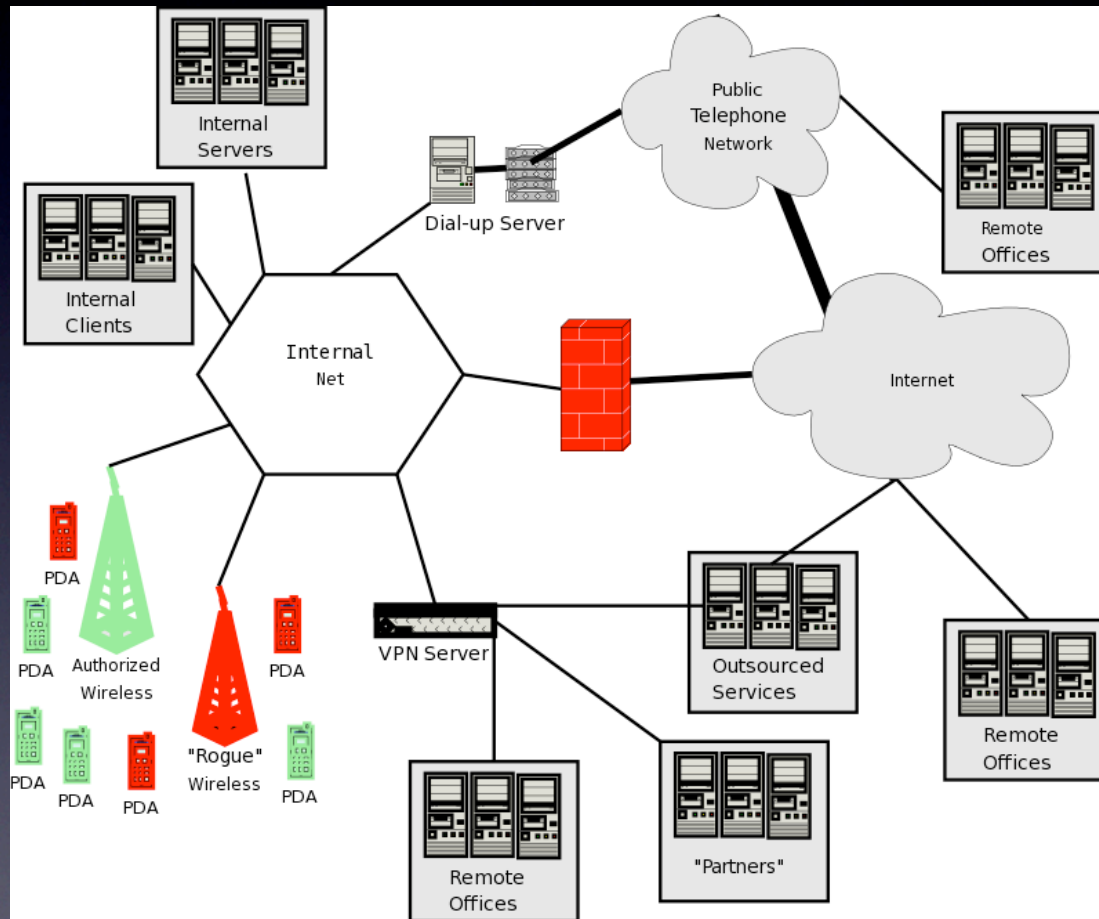 Internal
Servers
Public
Telephone
Network
Dial-up Server
Remote
Offices
Internal
Clients
Internal
Net
Internet
PDA
PDA
Authorized
Wireless
PDA
VPN Server
Outsourced
Services
PDA
PDA
PDA
"Rogue"
Wireless
PDA
Remote
Offices
Remote
Offices
"Partners"